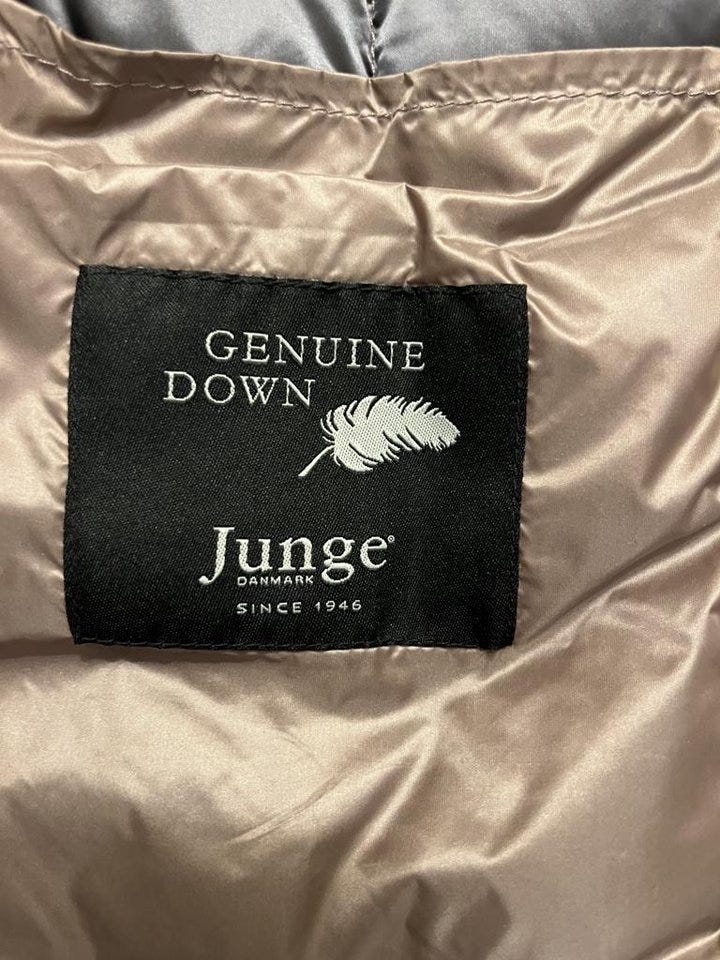 GENUINE
DOWN
Junge®
DANMARK
SINCE 1946